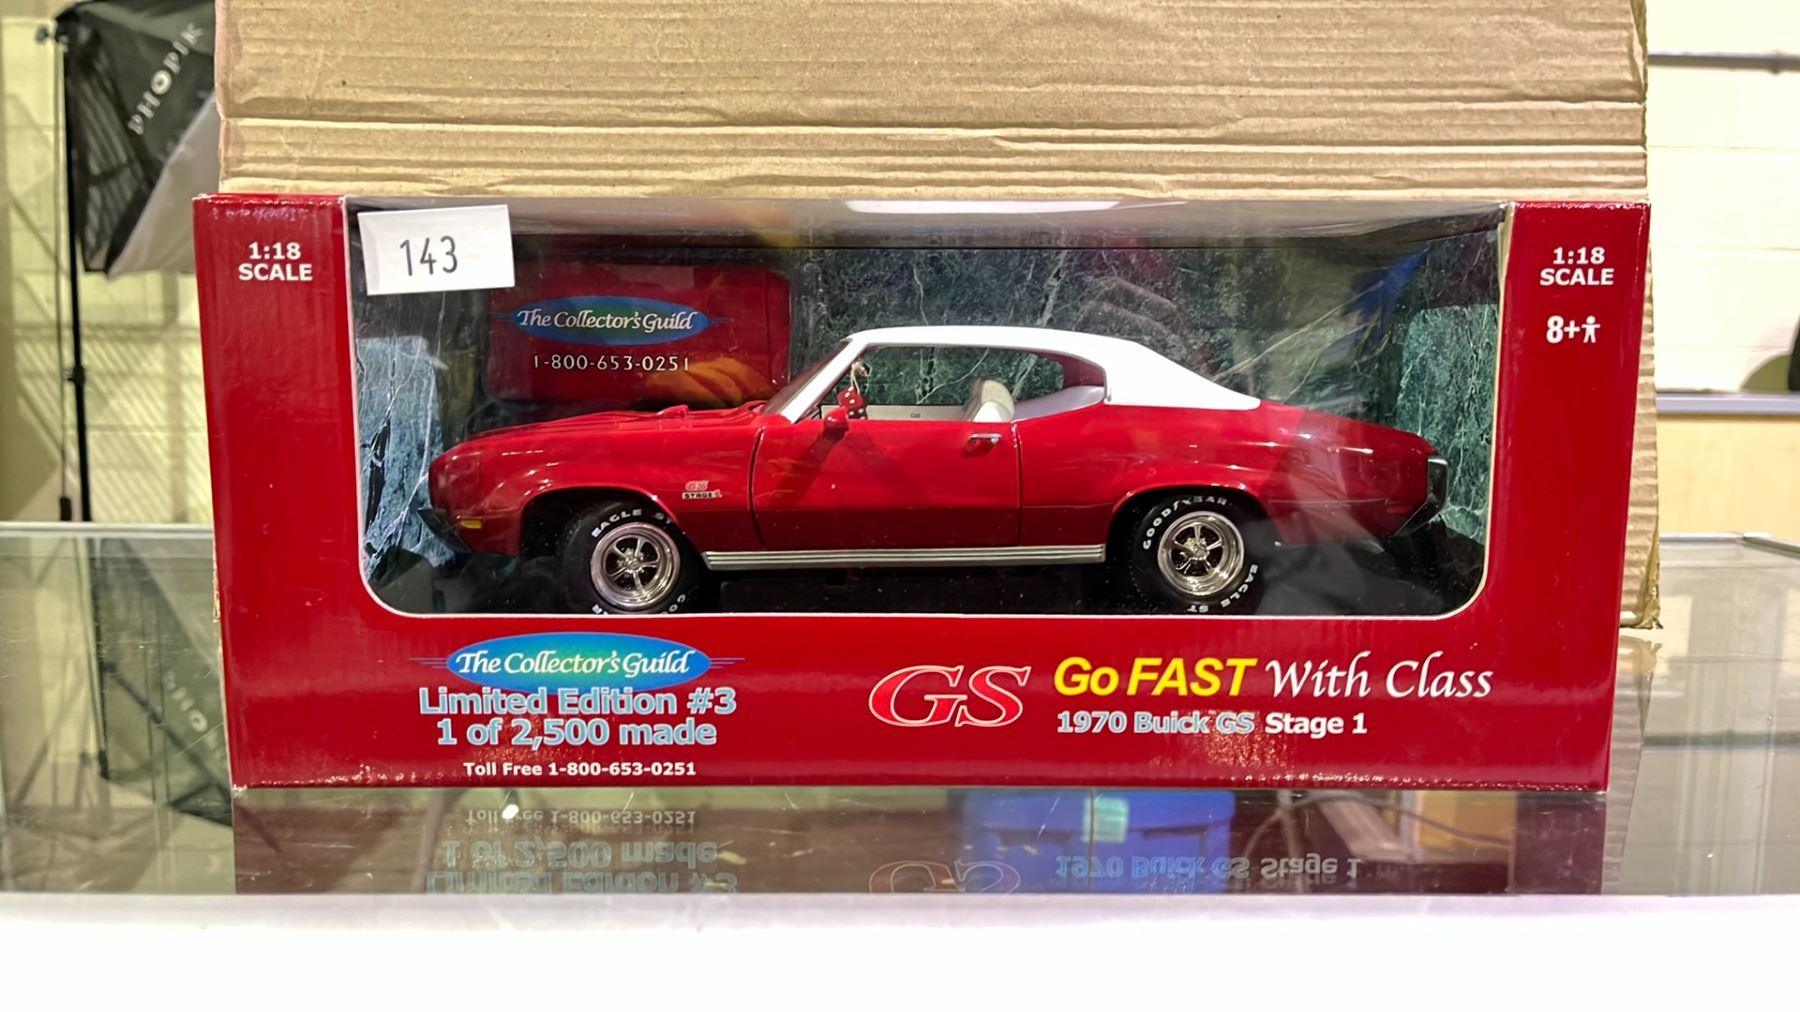 PHOPIK
1:18
SCALE
143
The Collector's Guild
1-800-653-0251
1:18
SCALE
8+
GS
GS
STAGE 1
EAGLE ST
GOODYEAR
EAGLE ST
The Collector's Guild
Limited Edition #3
1 of 2,500 made
Toll Free 1-800-653-0251
GS
Go FAST With Class
1970 Buick GS Stage 1